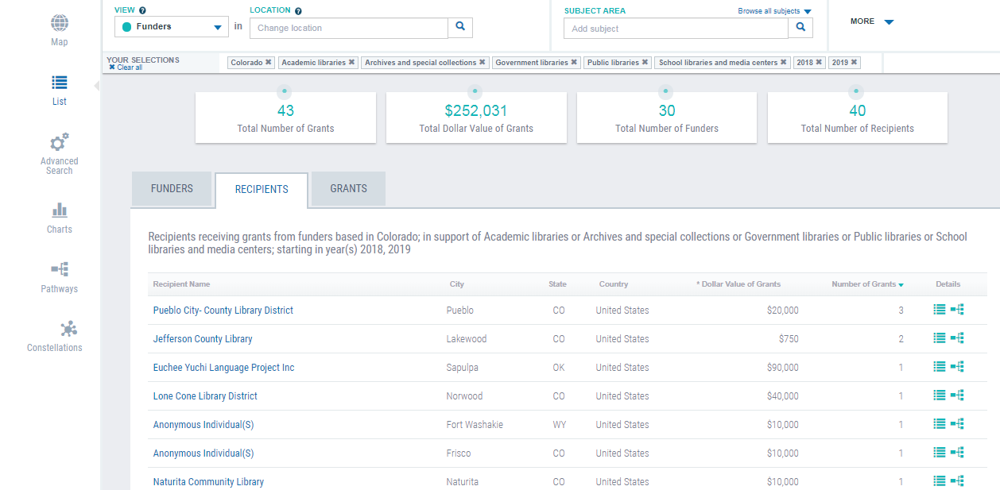 Map
List
Advanced
Search
Charts
Pathways
Constellations
VIEW ?
Funders
in
LOCATION ?
Change location
SUBJECT AREA
Browse all subjects
Add subject
MORE
YOUR SELECTIONS
✖ Clear all
Colorado ✖ Academic libraries ✖ Archives and special collections ✖ Government libraries ✖ Public libraries ✖ School libraries and media centers ✖ 2018 ✖ 2019 ✖
43
Total Number of Grants
$252,031
Total Dollar Value of Grants
30
Total Number of Funders
40
Total Number of Recipients
FUNDERS RECIPIENTS GRANTS
Recipients receiving grants from funders based in Colorado; in support of Academic libraries or Archives and special collections or Government libraries or Public libraries or School
libraries and media centers; starting in year(s) 2018, 2019
Recipient Name City State Country * Dollar Value of Grants Number of Grants Details
Pueblo City- County Library District Pueblo CO United States $20,000 3
Jefferson County Library Lakewood CO United States $750 2
Euchee Yuchi Language Project Inc Sapulpa OK United States $90,000 1
Lone Cone Library District Norwood CO United States $40,000 1
Anonymous Individual(S) Fort Washakie WY United States $10,000 1
Anonymous Individual(S) Frisco CO United States $10,000 1
Naturita Community Library Naturita CO United States $10,000 1